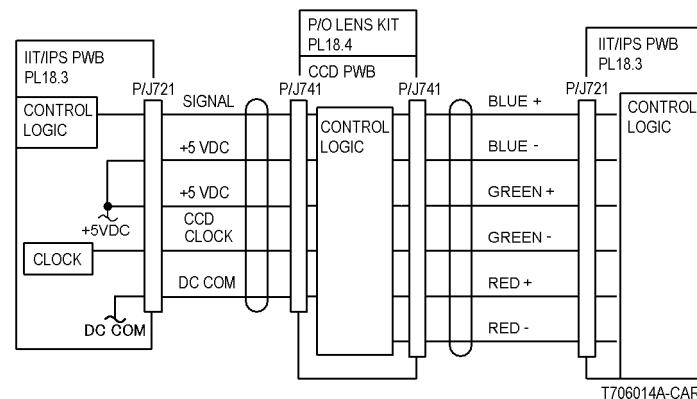 IIT/IPS PWB
PL18.3
P/J721
CONTROL
LOGIC
+5VDC
CLOCK
DC COM
SIGNAL
+5 VDC
+5 VDC
CCD
CLOCK
DC COM
P/J741
P/O LENS KIT
PL18.4
CCD PWB
CONTROL
LOGIC
P/J741
BLUE +
BLUE -
GREEN +
GREEN -
RED +
RED -
P/J721
IIT/IPS PWB
PL18.3
CONTROL
LOGIC
T706014A-CAR